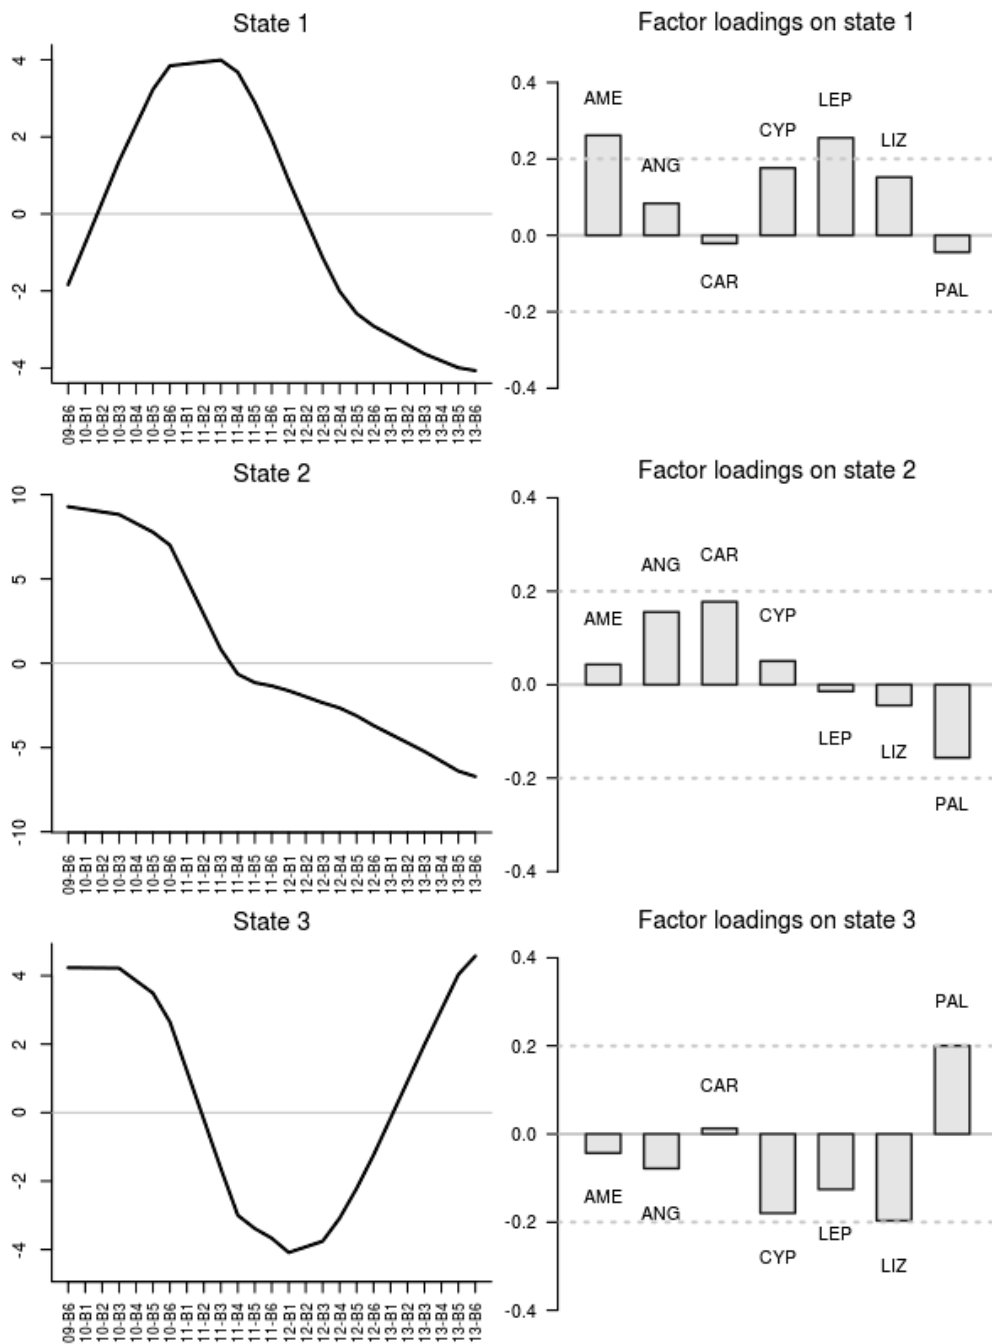 State 1
4
2
0
-2
-4
09-B6
10-B1
10-B2
10-B3
10-B4
10-B5
10-B6
11-B1
11-B2
11-B3
11-B4
11-B5
11-B6
12-B1
12-B2
12-B3
12-B4
12-B5
12-B6
13-B1
13-B2
13-B3
13-B4
13-B5
13-B6
Factor loadings on state 1
0.4
0.2
0.0
-0.2
-0.4
AME
ANG
CAR
CYP
LEP
LIZ
PAL
State 2
10
5
0
-5
-10
09-B6
10-B1
10-B2
10-B3
10-B4
10-B5
10-B6
11-B1
11-B2
11-B3
11-B4
11-B5
11-B6
12-B1
12-B2
12-B3
12-B4
12-B5
12-B6
13-B1
13-B2
13-B3
13-B4
13-B5
13-B6
Factor loadings on state 2
0.4
0.2
0.0
-0.2
-0.4
AME
ANG
CAR
CYP
LEP
LIZ
PAL
State 3
4
2
0
-2
-4
09-B6
10-B1
10-B2
10-B3
10-B4
10-B5
10-B6
11-B1
11-B2
11-B3
11-B4
11-B5
11-B6
12-B1
12-B2
12-B3
12-B4
12-B5
12-B6
13-B1
13-B2
13-B3
13-B4
13-B5
13-B6
Factor loadings on state 3
0.4
0.2
0.0
-0.2
-0.4
AME
ANG
CAR
CYP
LEP
LIZ
PAL